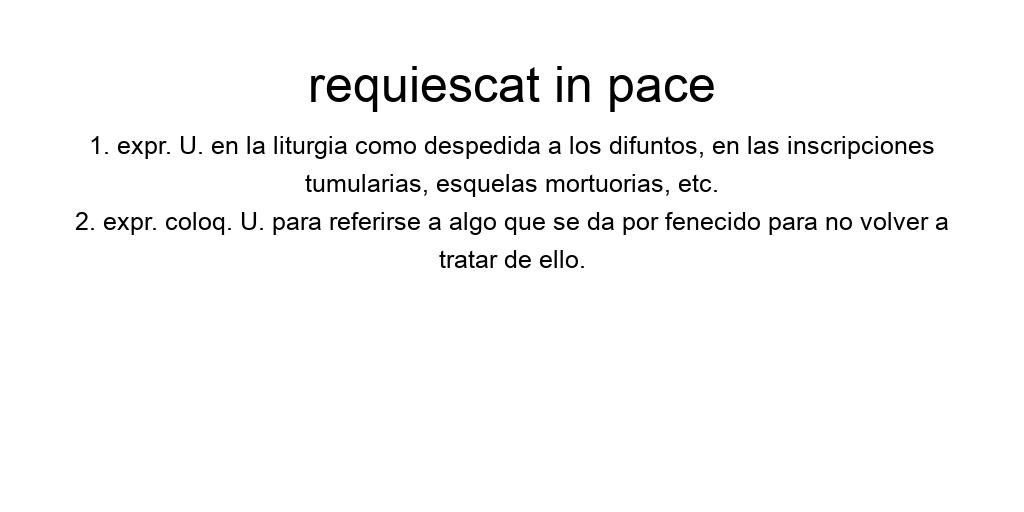 requiescat in pace
1. expr. U. en la liturgia como despedida a los difuntos, en las inscripciones
tumularias, esquelas mortuorias, etc.
2. expr. coloq. U. para referirse a algo que se da por fenecido para no volver a
tratar de ello.